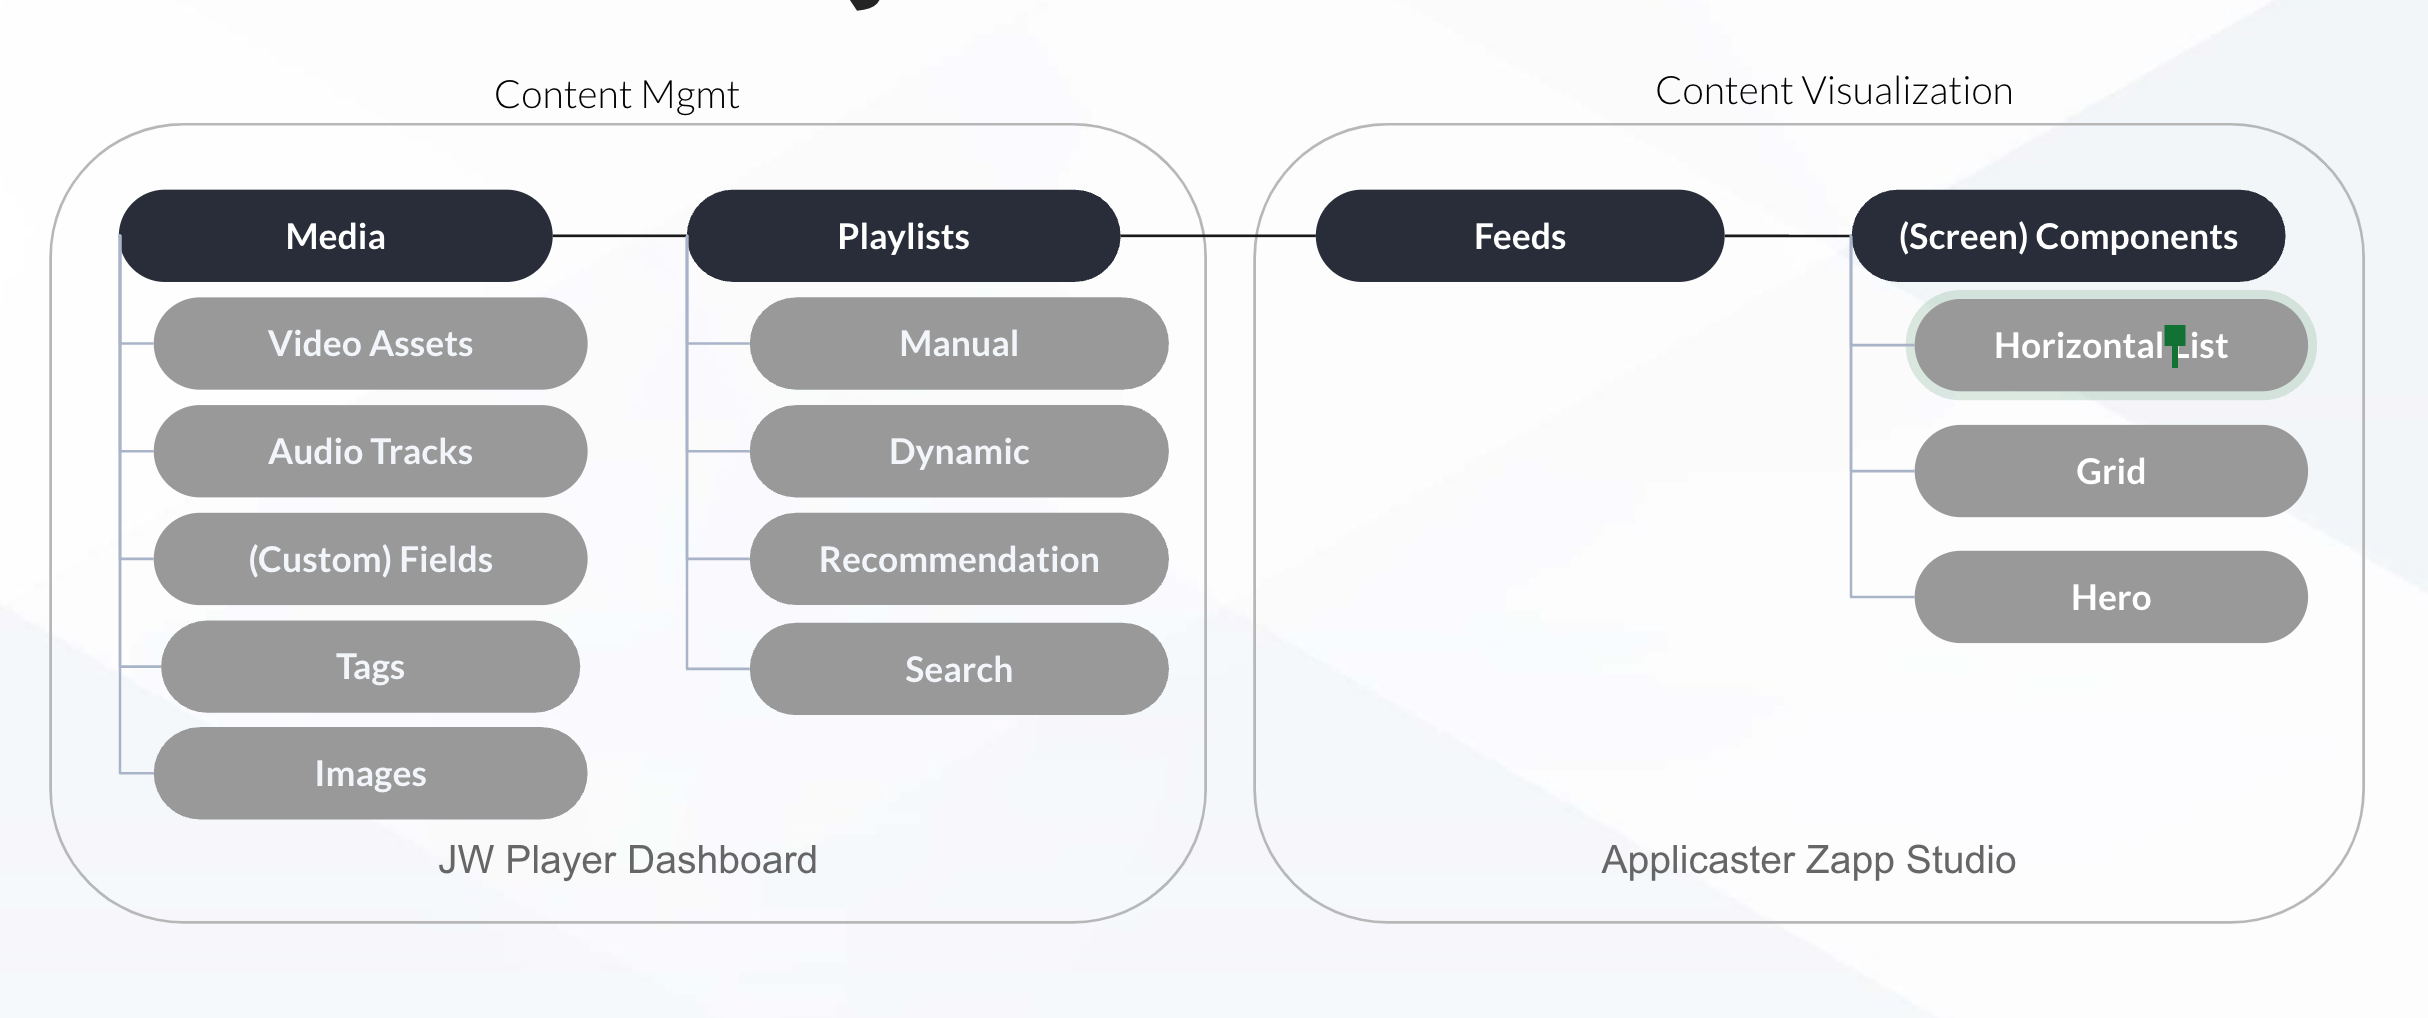 Content Mgmt
Content Visualization
Media
Playlists
Feeds
(Screen) Components
Video Assets
Manual
Horizontal List
Audio Tracks
Dynamic
Grid
(Custom) Fields
Recommendation
Hero
Tags
Search
Images
JW Player Dashboard
Applicaster Zapp Studio